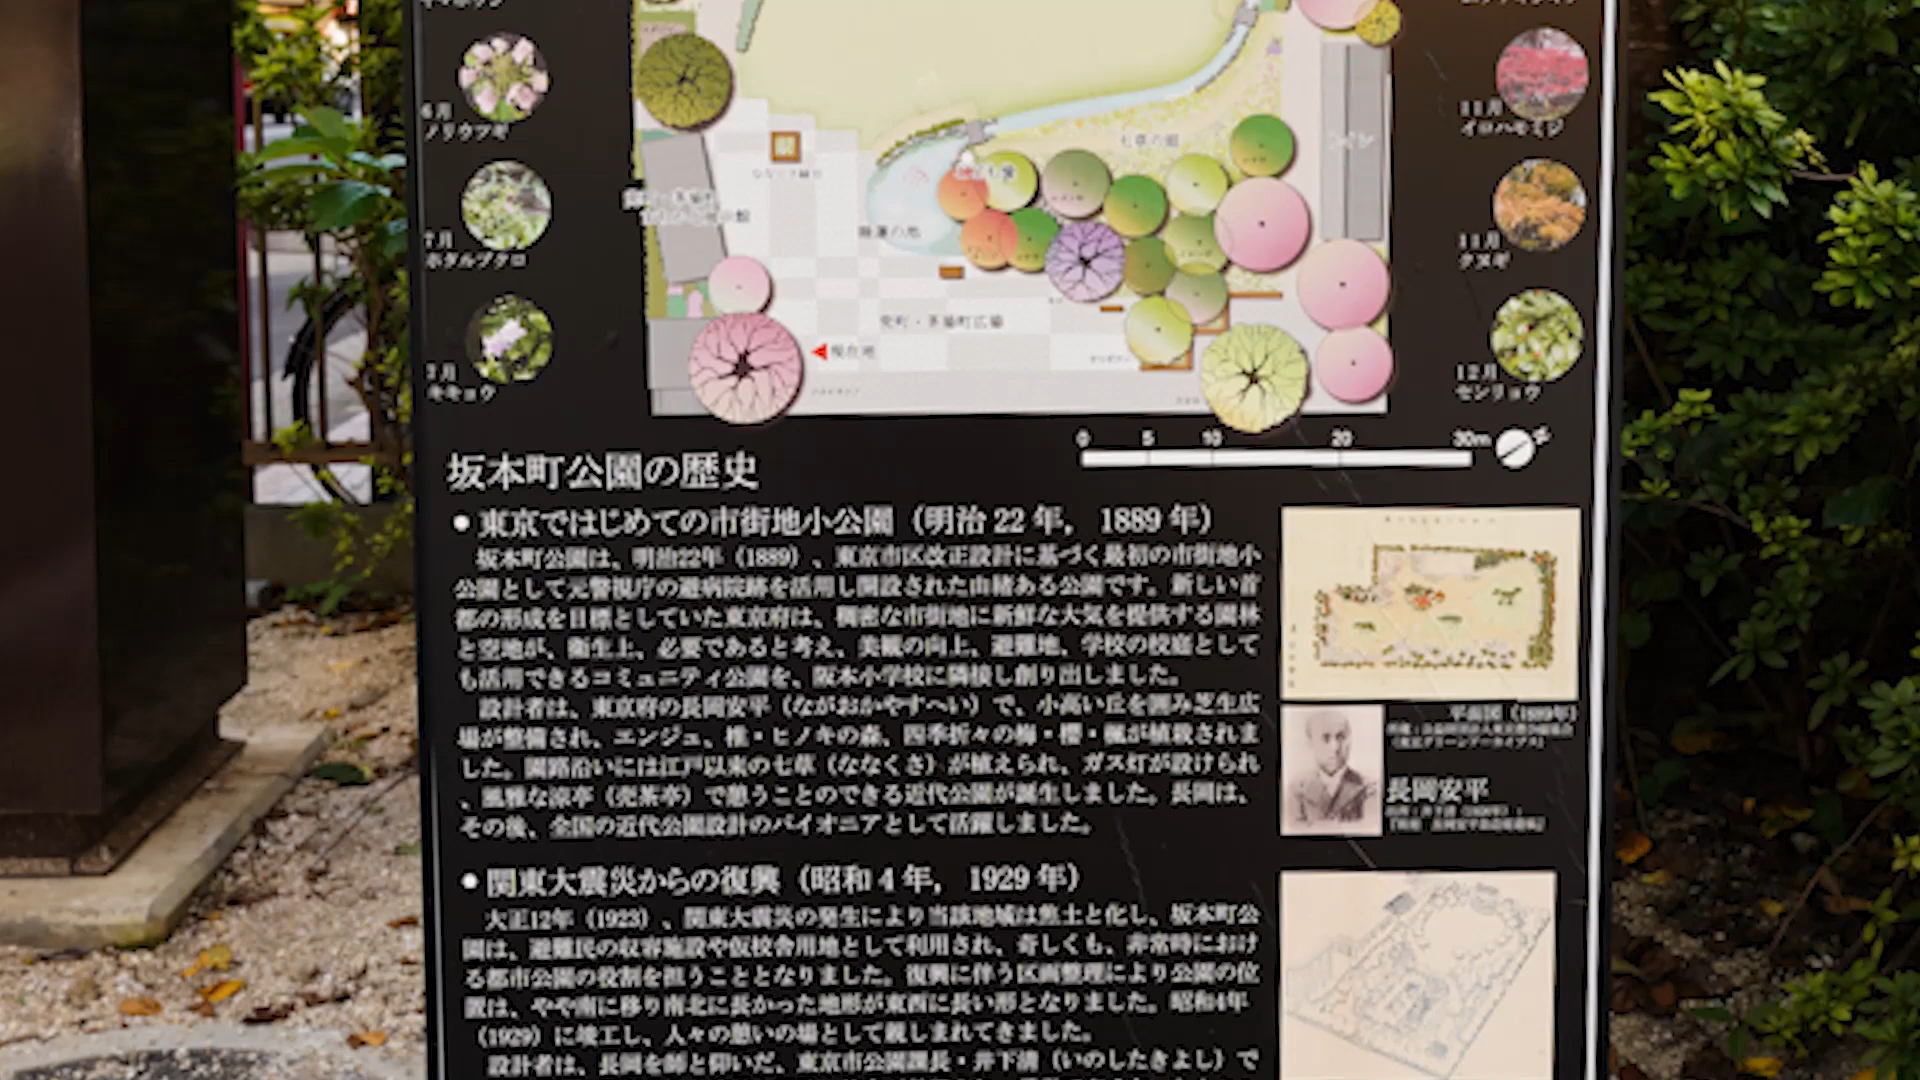 6月
ノリウツギ
7月
ホタルブクロ
7月
キキョウ
11月
イロハモミジ
11月
クヌギ
12月
センリョウ
七草の園
睡蓮の池
兜町・茅場町広場
現在地
0 5 10 20 30m
坂本町公園の歴史
● 東京ではじめての市街地小公園（明治 22 年， 1889 年）
坂本町公園は、明治22年（1889）、東京市区改正設計に基づく最初の市街地小
公園として元警視庁の避病院跡を活用し開設された由緒ある公園です。新しい首
都の形成を目標としていた東京府は、稠密な市街地に新鮮な大気を提供する園林
と空地が、衛生上、必要であると考え、美観の向上、避難地、学校の校庭として
も活用できるコミュニティ公園を、阪本小学校に隣接し創り出しました。
設計者は、東京府の長岡安平（ながおかやすへい）で、小高い丘を囲み芝生広
場が整備され、エンジュ、椎・ヒノキの森、四季折々の梅・櫻・楓が植栽されま
した。園路沿いには江戸以来の七草（ななくさ）が植えられ、ガス灯が設けられ
、風雅な涼亭（売茶亭）で憩うことのできる近代公園が誕生しました。長岡は、
その後、全国の近代公園設計のパイオニアとして活躍しました。
平面図（1889年）
長岡安平
● 関東大震災からの復興（昭和 4 年， 1929 年）
大正12年（1923）、関東大震災の発生により当該地域は焦土と化し、坂本町公
園は、避難民の収容施設や仮校舎用地として利用され、奇しくも、非常時におけ
る都市公園の役割を担うこととなりました。復興に伴う区画整理により公園の位
置は、やや南に移り南北に長かった地形が東西に長い形となりました。昭和4年
（1929）に竣工し、人々の憩いの場として親しまれてきました。
設計者は、長岡を師と仰いだ、東京市公園課長・井下清（いのしたきよし）で